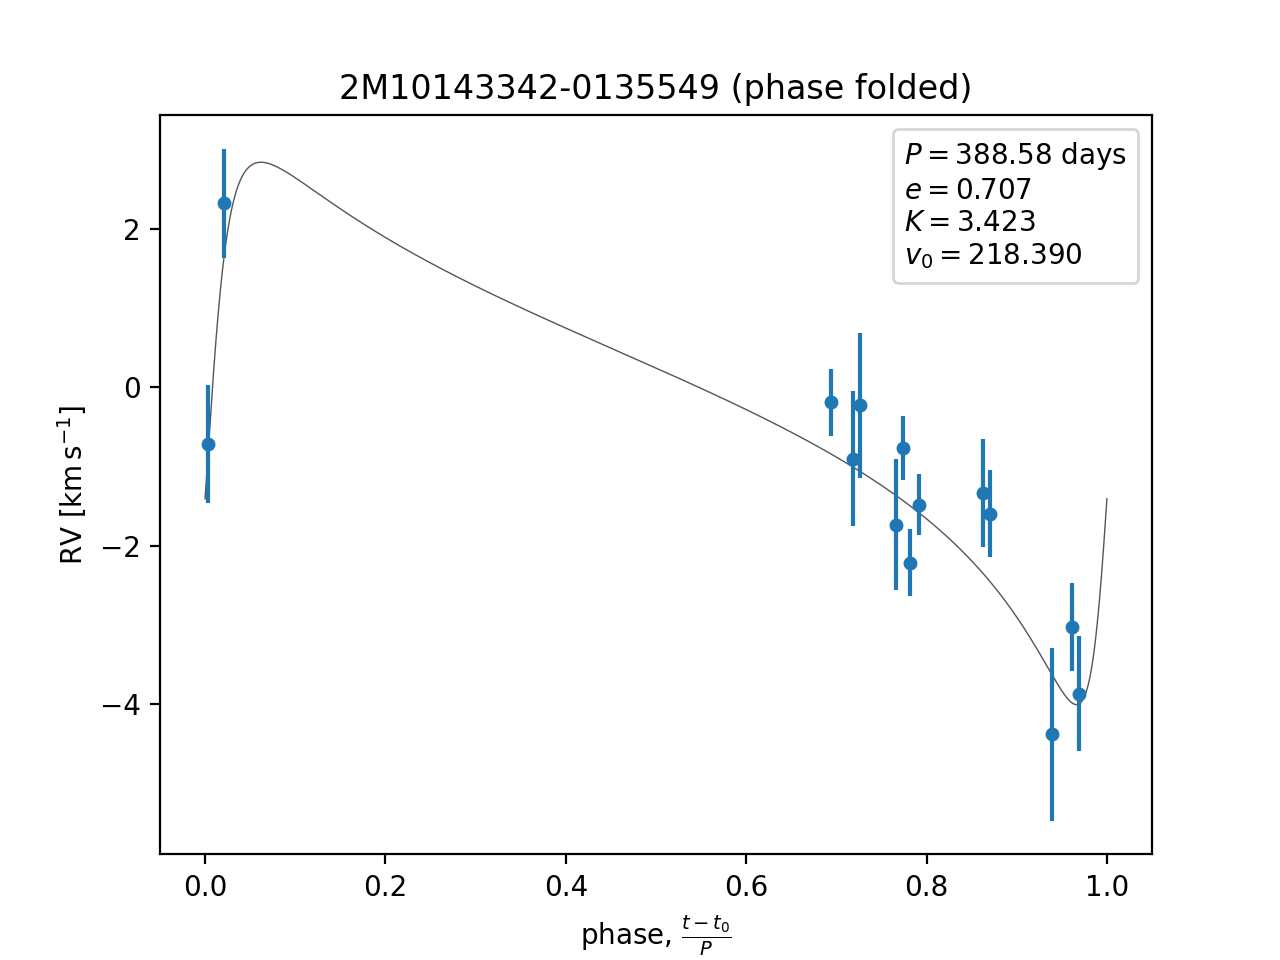 2M10143342-0135549 (phase folded)
P = 388.58 days
e = 0.707
K = 3.423
v₀ = 218.390
RV [km s⁻¹]
2
0
−2
−4
0.0 0.2 0.4 0.6 0.8 1.0
phase, (t − t₀)/P